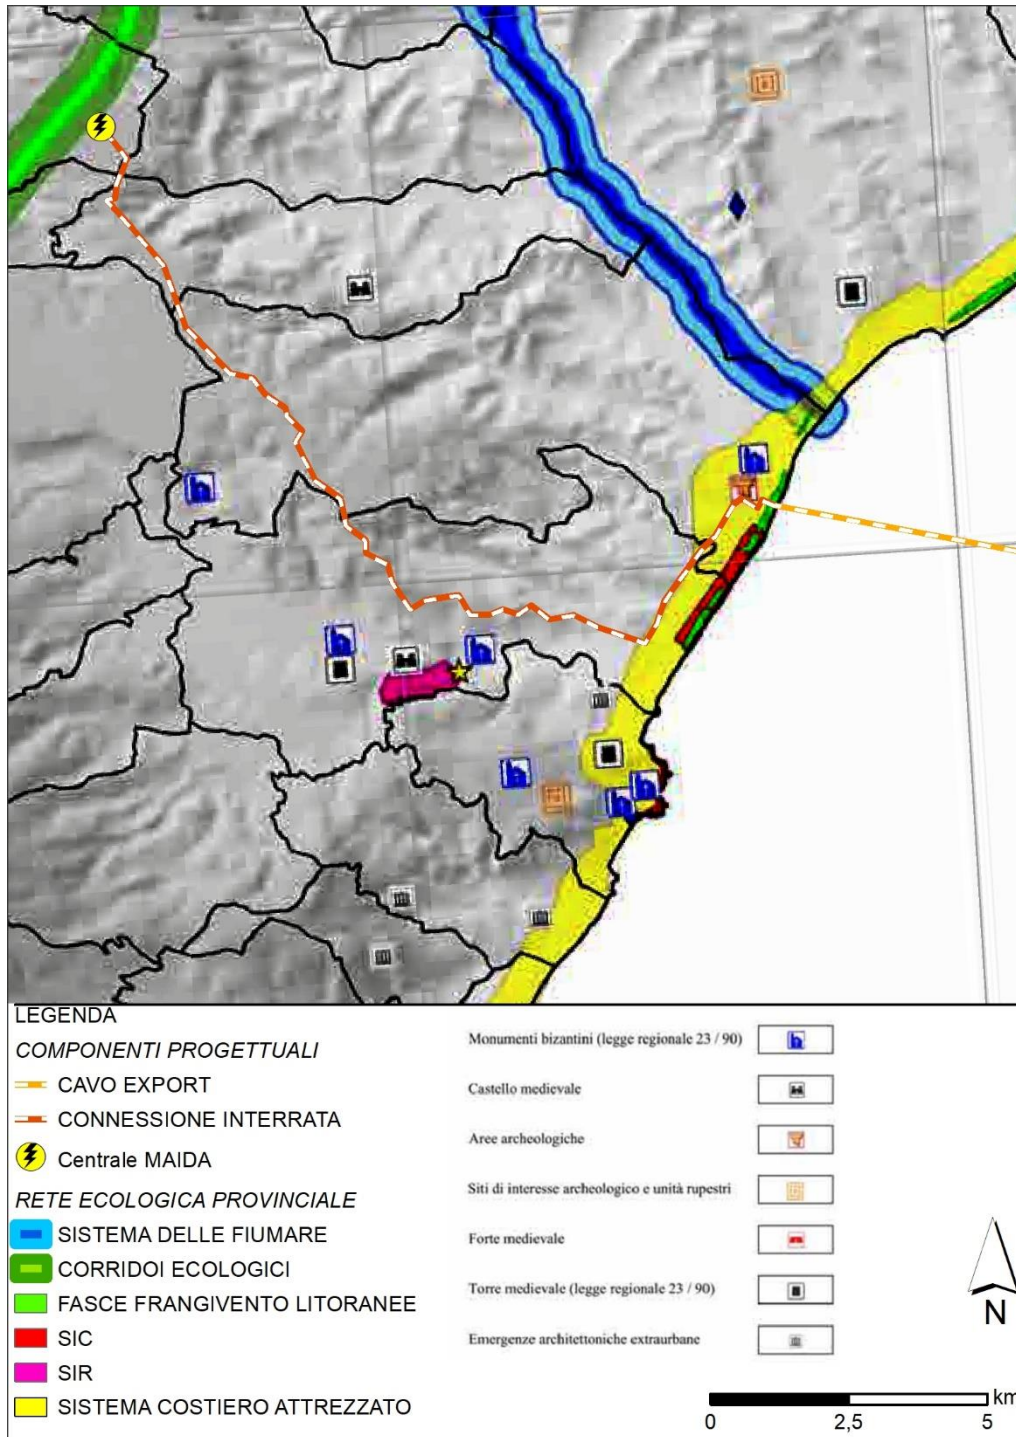 LEGENDA
COMPONENTI PROGETTUALI
CAVO EXPORT
CONNESSIONE INTERRATA
Centrale MAIDA
RETE ECOLOGICA PROVINCIALE
SISTEMA DELLE FIUMARE
CORRIDOI ECOLOGICI
FASCE FRANGIVENTO LITORANEE
SIC
SIR
SISTEMA COSTIERO ATTREZZATO
Monumenti bizantini (legge regionale 23 / 90)
Castello medievale
Aree archeologiche
Siti di interesse archeologico e unità rupestri
Forte medievale
Torre medievale (legge regionale 23 / 90)
Emergenze architettoniche extraurbane
N
km
0 2,5 5